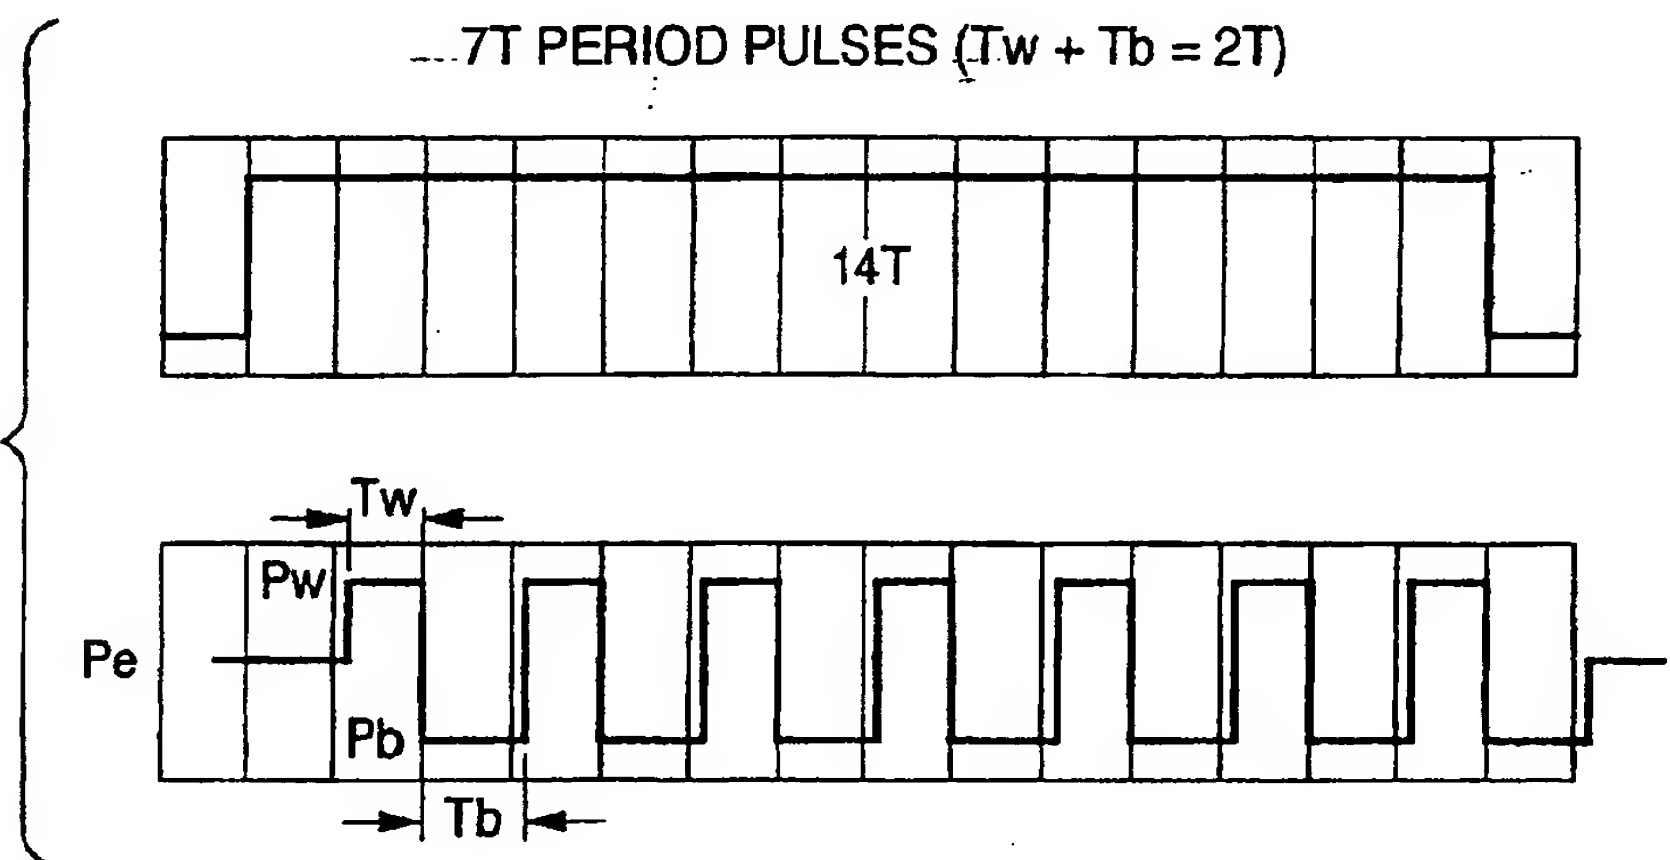 7T PERIOD PULSES (Tw + Tb = 2T)
14T
Tw
Pw
Pe
Pb
Tb